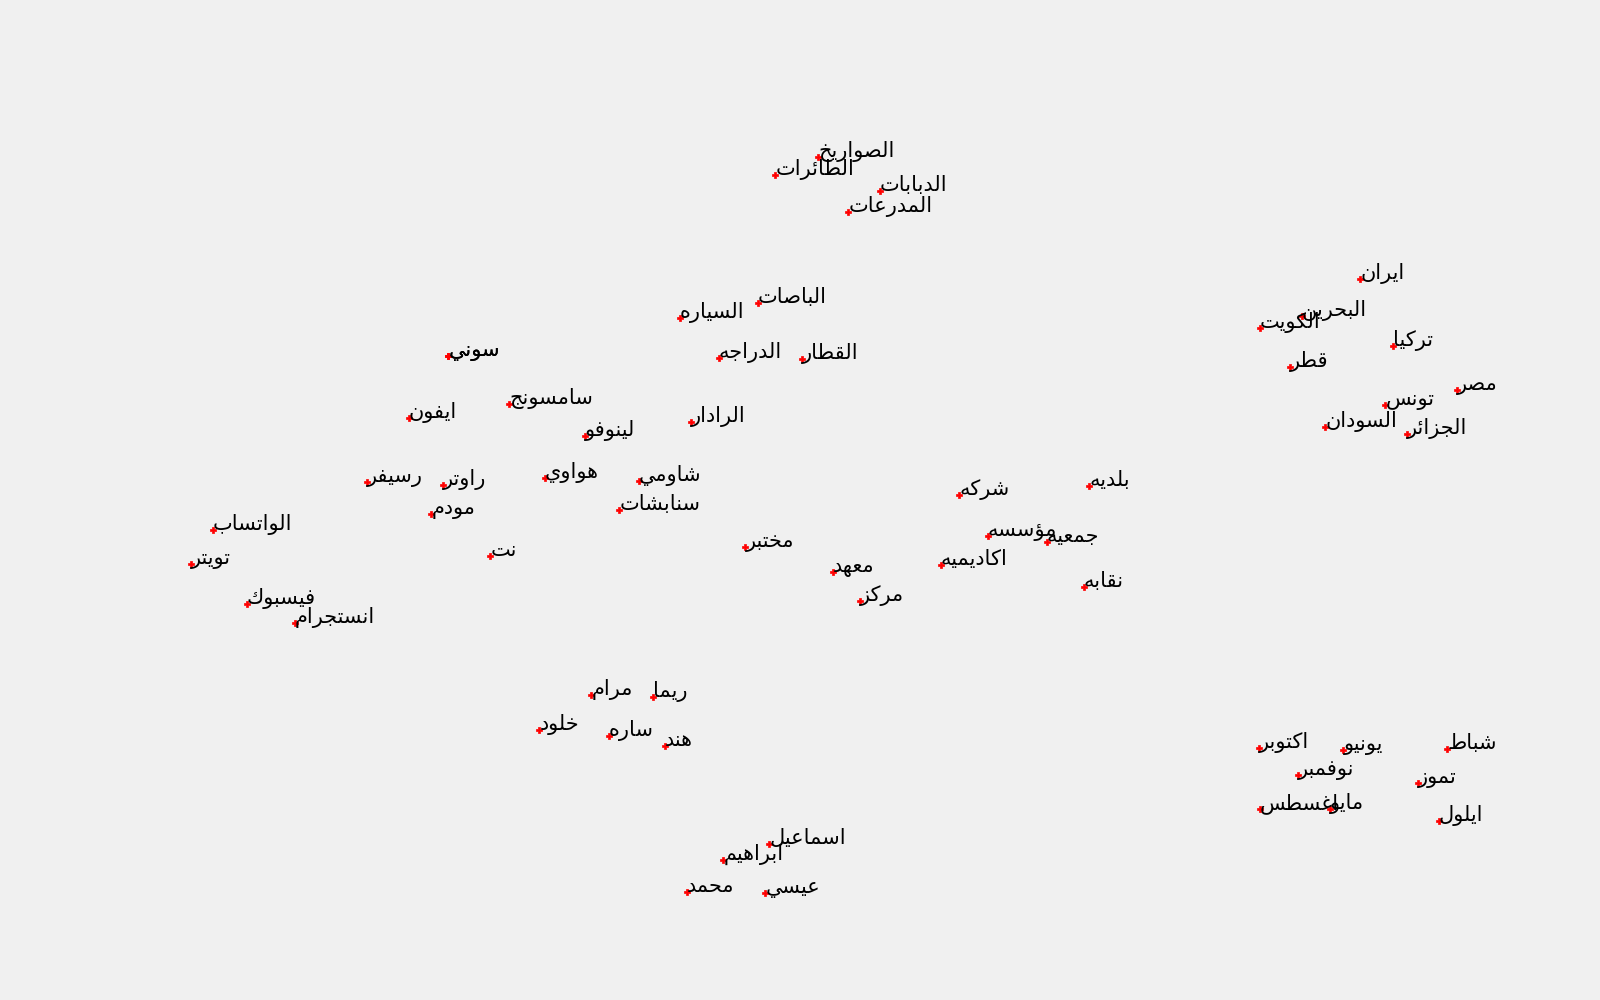 الصواريخ
الطائرات
الدبابات
المدرعات
ايران
الباصات
السياره
البحرين
الكويت
تركيا
سوني
الدراجه
القطار
قطر
مصر
سامسونج
تونس
ايفون
الرادار
السودان
الجزائر
لينوفو
هواوي
شاومي
رسيفر
راوتر
بلديه
شركه
سنابشات
مودم
الواتساب
مؤسسه
جمعيه
مختبر
نت
تويتر
اكاديميه
معهد
نقابه
مركز
فيسبوك
انستجرام
مرام
ريما
خلود
ساره
هند
اكتوبر
يونيو
شباط
نوفمبر
تموز
اغسطس
مايو
ايلول
اسماعيل
ابراهيم
محمد
عيسي